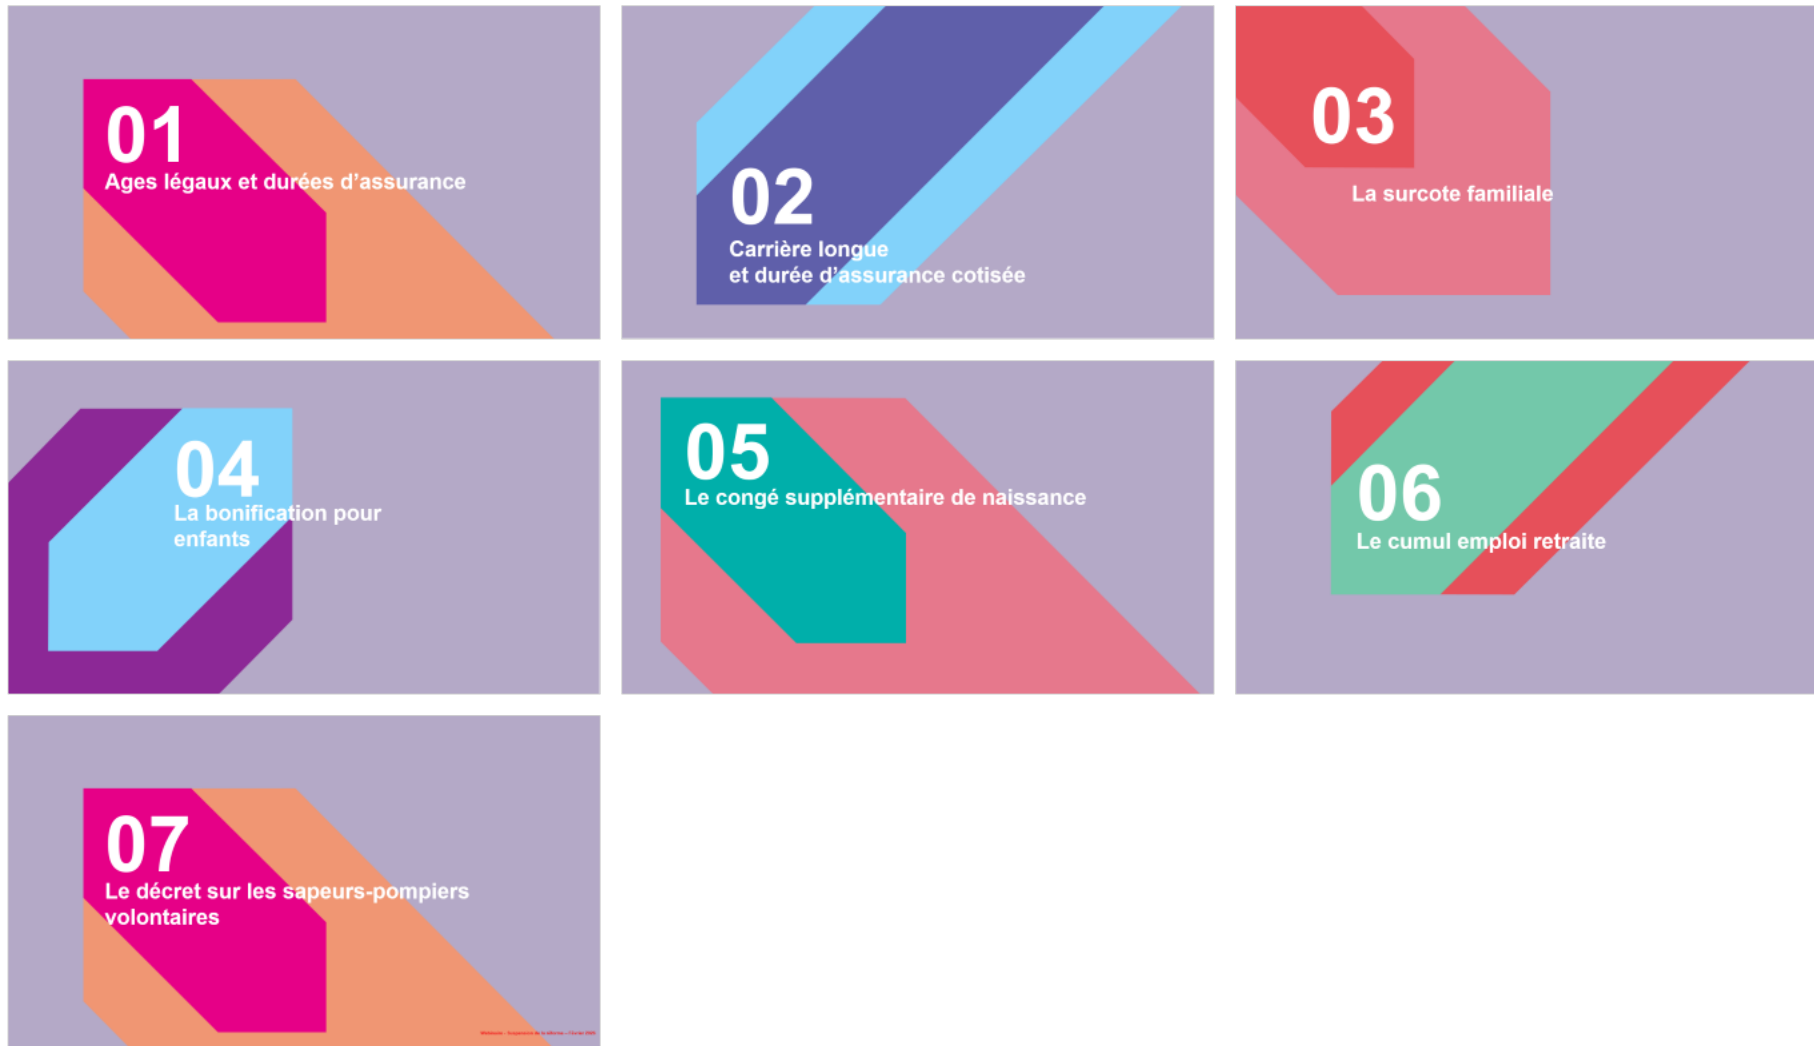 01
Ages légaux et durées d'assurance
02
Carrière longue
et durée d'assurance cotisée
03
La surcote familiale
04
La bonification pour
enfants
05
Le congé supplémentaire de naissance
06
Le cumul emploi retraite
07
Le décret sur les sapeurs-pompiers
volontaires